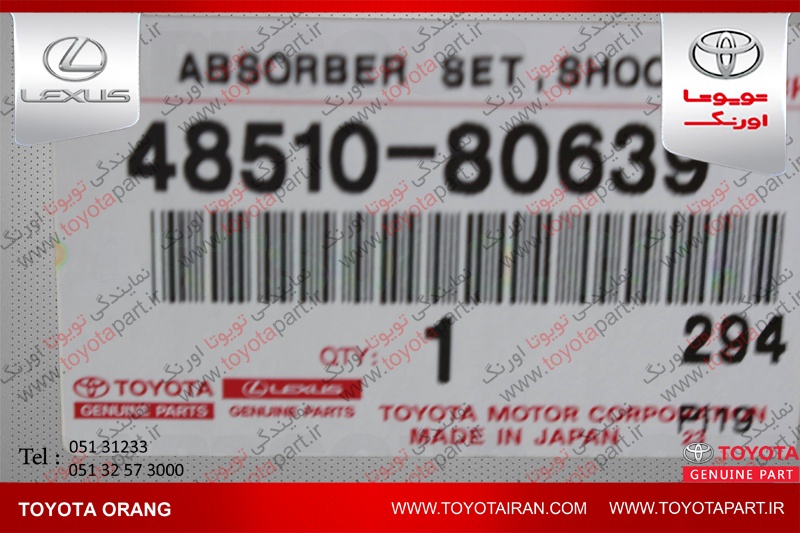 LEXUS
تویوتا
اورنگ
ABSORBER SET, SHOC
48510-80639
QTY: 1
294
TOYOTA
GENUINE PARTS
LEXUS
GENUINE PARTS
TOYOTA MOTOR CORPORATION
MADE IN JAPAN
PI19
نمایندگی تویوتا اورنگ
www.toyotapart.ir
Tel : 051 31233
051 32 57 3000
TOYOTA
GENUINE PART
TOYOTA ORANG
WWW.TOYOTAIRAN.COM
WWW.TOYOTAPART.IR